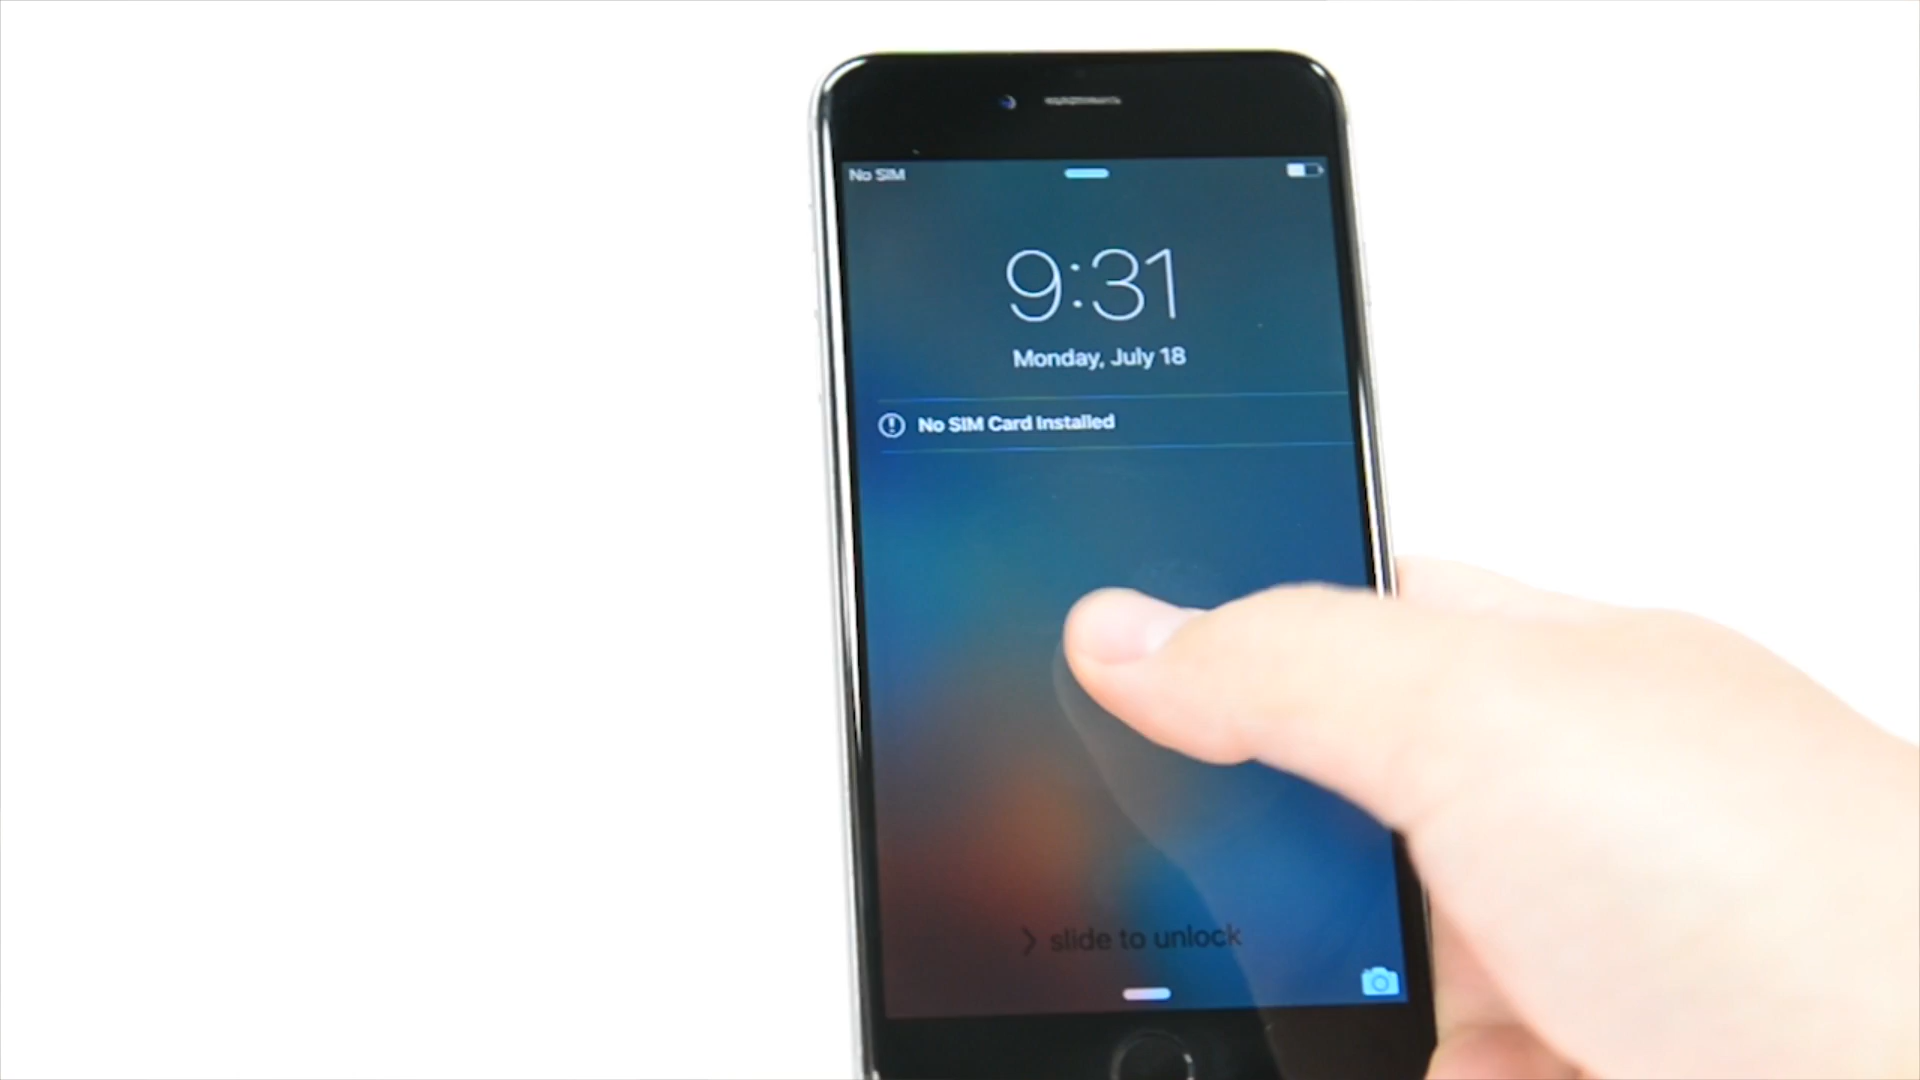 No SIM
9:31
Monday, July 18
No SIM Card Installed
slide to unlock